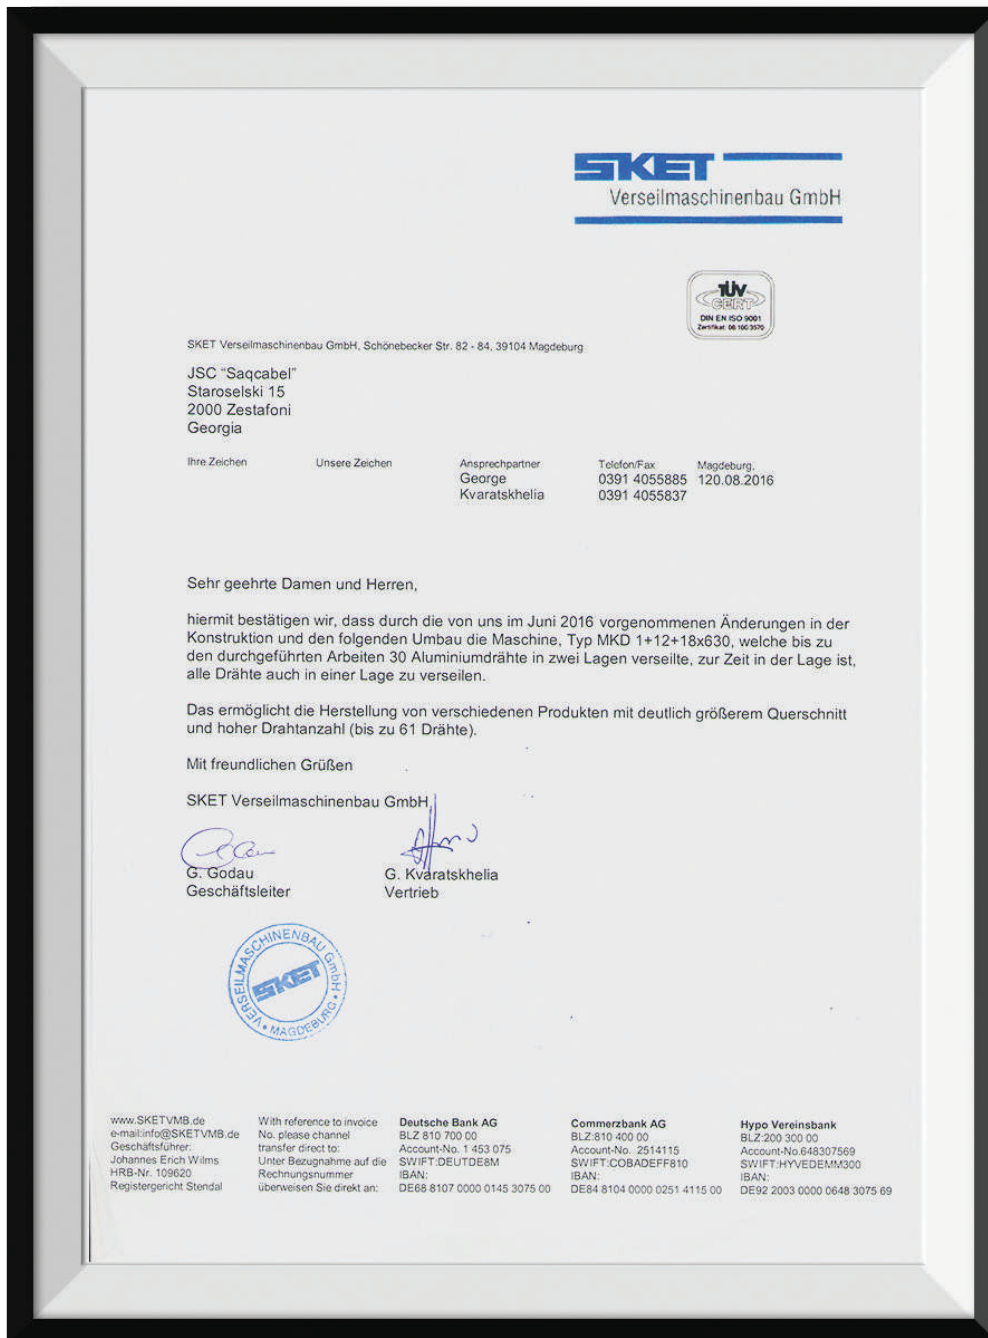 SKET
Verseilmaschinenbau GmbH
TÜV
CERT
DIN EN ISO 9001
Zertifikat: 06 100 3570
SKET Verseilmaschinenbau GmbH, Schönebecker Str. 82 - 84, 39104 Magdeburg
JSC "Saqcabel"
Staroselski 15
2000 Zestafoni
Georgia
Ihre Zeichen Unsere Zeichen Ansprechpartner Telefon/Fax Magdeburg,
George 0391 4055885 120.08.2016
Kvaratskhelia 0391 4055837
Sehr geehrte Damen und Herren,
hiermit bestätigen wir, dass durch die von uns im Juni 2016 vorgenommenen Änderungen in der
Konstruktion und den folgenden Umbau die Maschine, Typ MKD 1+12+18x630, welche bis zu
den durchgeführten Arbeiten 30 Aluminiumdrähte in zwei Lagen verseilte, zur Zeit in der Lage ist,
alle Drähte auch in einer Lage zu verseilen.
Das ermöglicht die Herstellung von verschiedenen Produkten mit deutlich größerem Querschnitt
und hoher Drahtanzahl (bis zu 61 Drähte).
Mit freundlichen Grüßen
SKET Verseilmaschinenbau GmbH
G. Godau G. Kvaratskhelia
Geschäftsleiter Vertrieb
VERSEILMASCHINENBAU GmbH
SKET
• MAGDEBURG •
www.SKETVMB.de
e-mail:info@SKETVMB.de
Geschäftsführer:
Johannes Erich Wilms
HRB-Nr. 109620
Registergericht Stendal
With reference to invoice
No. please channel
transfer direct to:
Unter Bezugnahme auf die
Rechnungsnummer
überweisen Sie direkt an:
Deutsche Bank AG
BLZ 810 700 00
Account-No. 1 453 075
SWIFT:DEUTDE8M
IBAN:
DE68 8107 0000 0145 3075 00
Commerzbank AG
BLZ:810 400 00
Account-No. 2514115
SWIFT:COBADEFF810
IBAN:
DE84 8104 0000 0251 4115 00
Hypo Vereinsbank
BLZ:200 300 00
Account-No.648307569
SWIFT:HYVEDEMM300
IBAN:
DE92 2003 0000 0648 3075 69